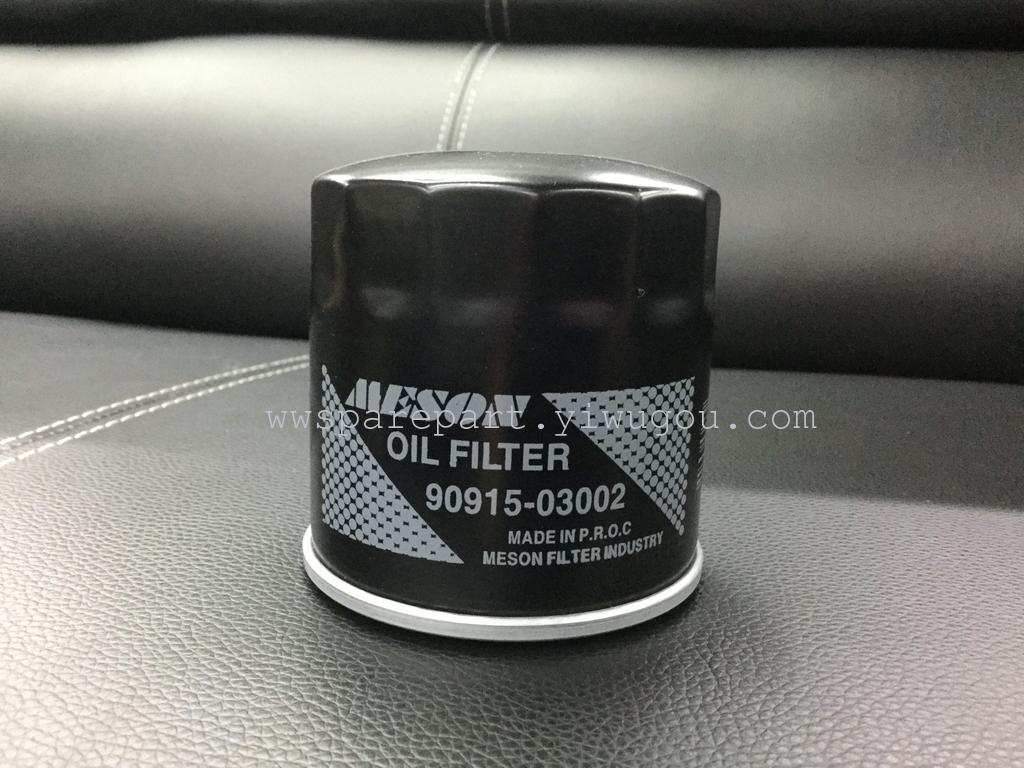 MESON
wwsparepart.yiwugou.com
OIL FILTER
90915-03002
MADE IN P.R.O.C
MESON FILTER INDUSTRY